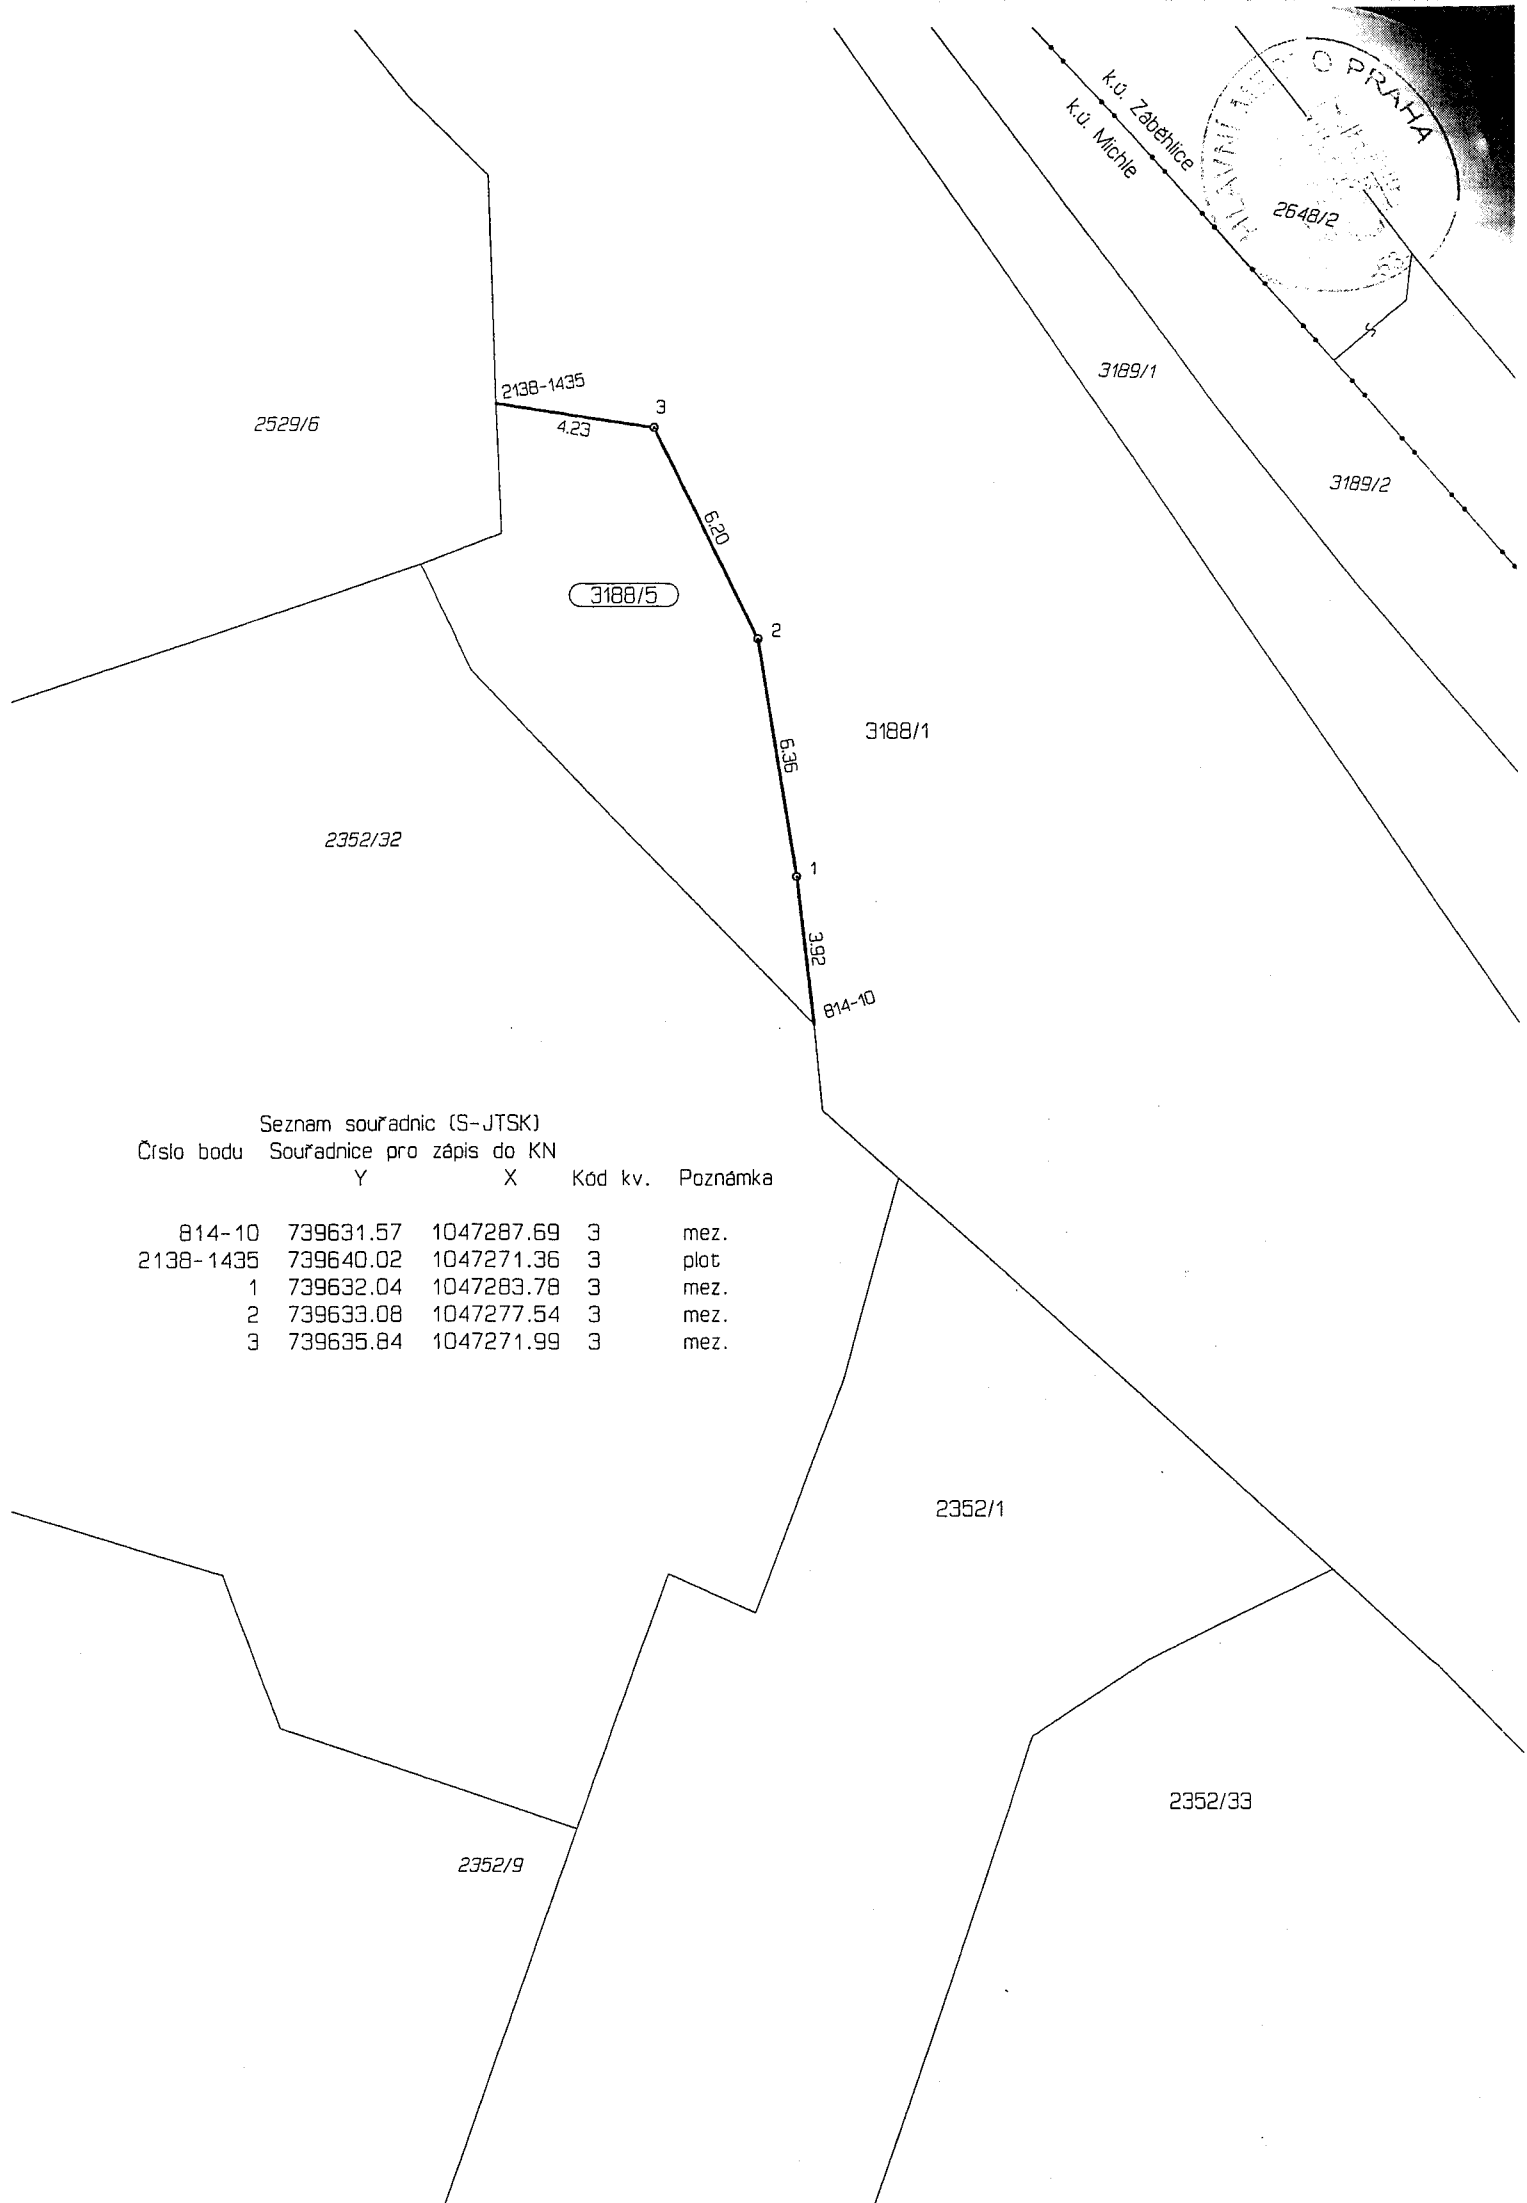 k.ú. Záběhlice
k.ú. Michle
HLAVNÍ MĚSTO PRAHA
2648/2
3189/1
2138-1435
3
2529/6
4.23
3189/2
6.20
3188/5
2
3188/1
6.36
2352/32
1
3.92
814-10
Seznam souřadnic (S-JTSK)
Číslo bodu Souřadnice pro zápis do KN
Y X Kód kv. Poznámka
814-10 739631.57 1047287.69 3 mez.
2138-1435 739640.02 1047271.36 3 plot
1 739632.04 1047283.78 3 mez.
2 739633.08 1047277.54 3 mez.
3 739635.84 1047271.99 3 mez.
2352/1
2352/33
2352/9